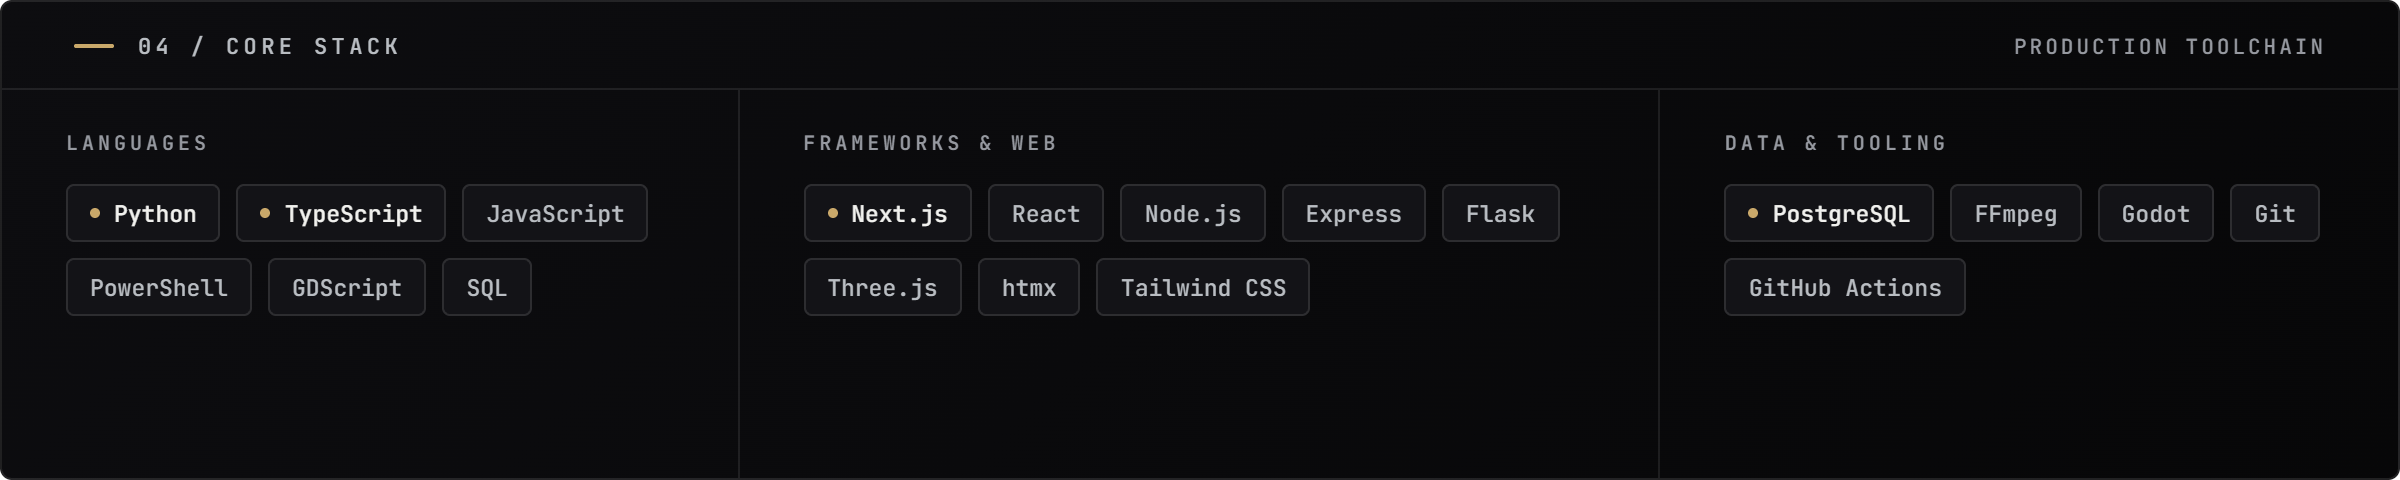 04 / CORE STACK
PRODUCTION TOOLCHAIN
LANGUAGES
Python TypeScript JavaScript
PowerShell GDScript SQL
FRAMEWORKS & WEB
Next.js React Node.js Express Flask
Three.js htmx Tailwind CSS
DATA & TOOLING
PostgreSQL FFmpeg Godot Git
GitHub Actions